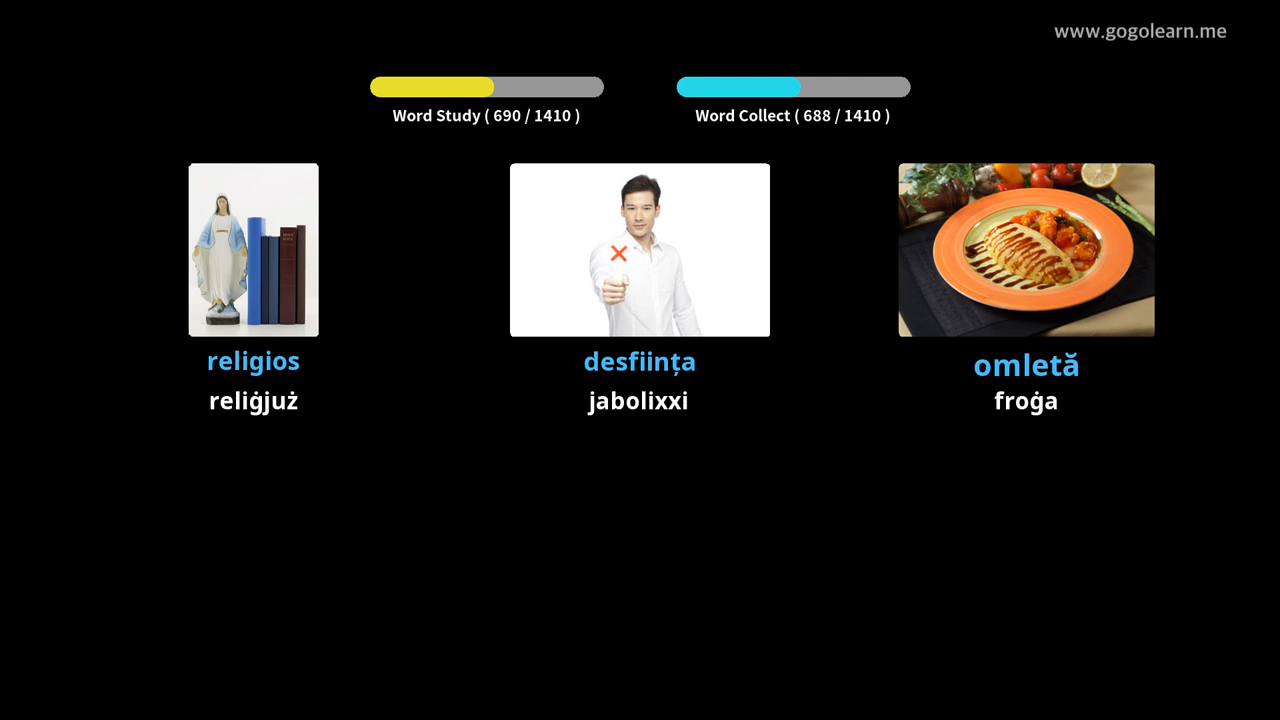 www.gogolearn.me
Word Study ( 690 / 1410 )
Word Collect ( 688 / 1410 )
religios
reliġjuż
desființa
jabolixxi
omletă
froġa